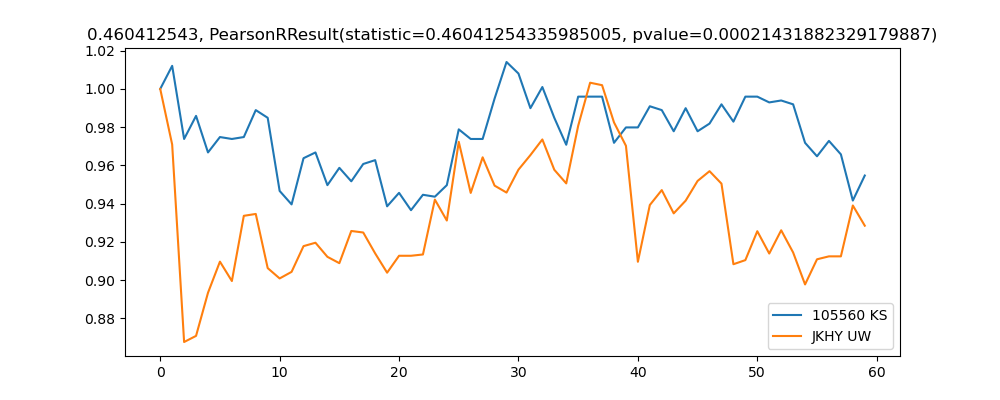 0.460412543, PearsonRResult(statistic=0.46041254335985005, pvalue=0.00021431882329179887)
1.02
1.00
0.98
0.96
0.94
0.92
0.90
0.88
105560 KS
JKHY UW
0 10 20 30 40 50 60